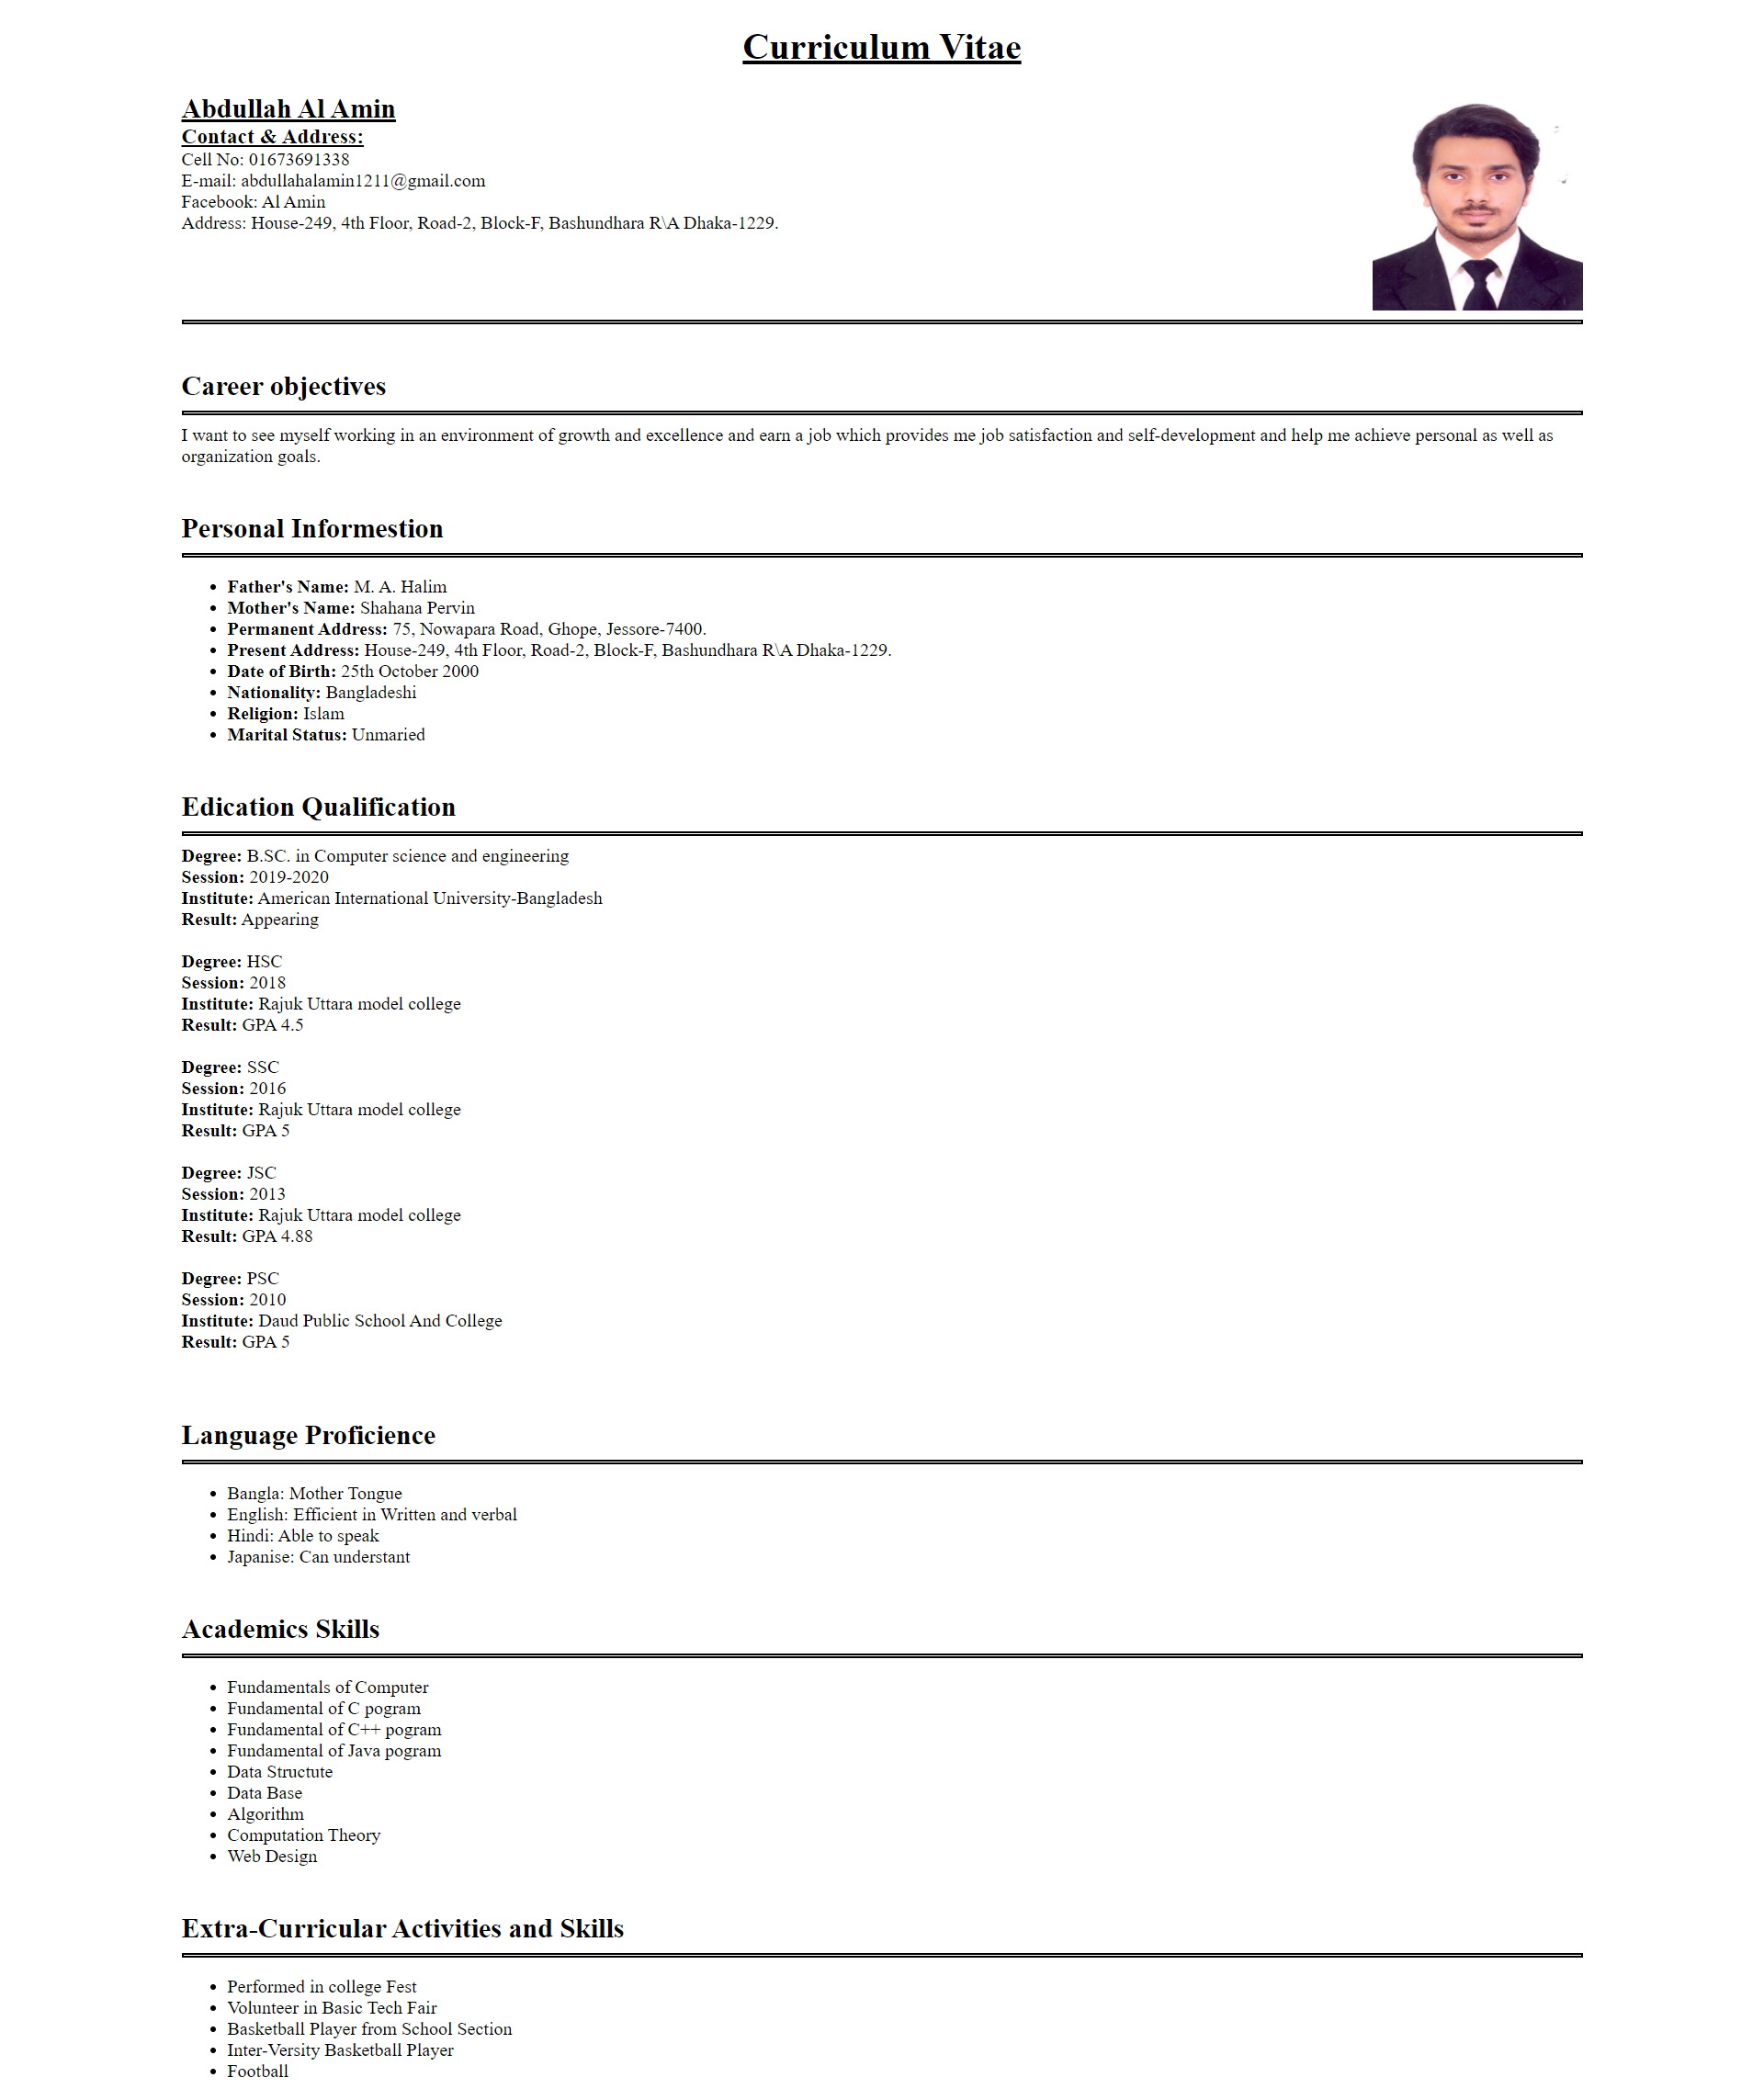 Curriculum Vitae
Abdullah Al Amin
Contact & Address:
Cell No: 01673691338
E-mail: abdullahalamin1211@gmail.com
Facebook: Al Amin
Address: House-249, 4th Floor, Road-2, Block-F, Bashundhara R\A Dhaka-1229.
Career objectives
I want to see myself working in an environment of growth and excellence and earn a job which provides me job satisfaction and self-development and help me achieve personal as well as
organization goals.
Personal Informestion
• Father's Name: M. A. Halim
• Mother's Name: Shahana Pervin
• Permanent Address: 75, Nowapara Road, Ghope, Jessore-7400.
• Present Address: House-249, 4th Floor, Road-2, Block-F, Bashundhara R\A Dhaka-1229.
• Date of Birth: 25th October 2000
• Nationality: Bangladeshi
• Religion: Islam
• Marital Status: Unmaried
Edication Qualification
Degree: B.SC. in Computer science and engineering
Session: 2019-2020
Institute: American International University-Bangladesh
Result: Appearing
Degree: HSC
Session: 2018
Institute: Rajuk Uttara model college
Result: GPA 4.5
Degree: SSC
Session: 2016
Institute: Rajuk Uttara model college
Result: GPA 5
Degree: JSC
Session: 2013
Institute: Rajuk Uttara model college
Result: GPA 4.88
Degree: PSC
Session: 2010
Institute: Daud Public School And College
Result: GPA 5
Language Proficience
• Bangla: Mother Tongue
• English: Efficient in Written and verbal
• Hindi: Able to speak
• Japanise: Can understant
Academics Skills
• Fundamentals of Computer
• Fundamental of C pogram
• Fundamental of C++ pogram
• Fundamental of Java pogram
• Data Structute
• Data Base
• Algorithm
• Computation Theory
• Web Design
Extra-Curricular Activities and Skills
• Performed in college Fest
• Volunteer in Basic Tech Fair
• Basketball Player from School Section
• Inter-Versity Basketball Player
• Football